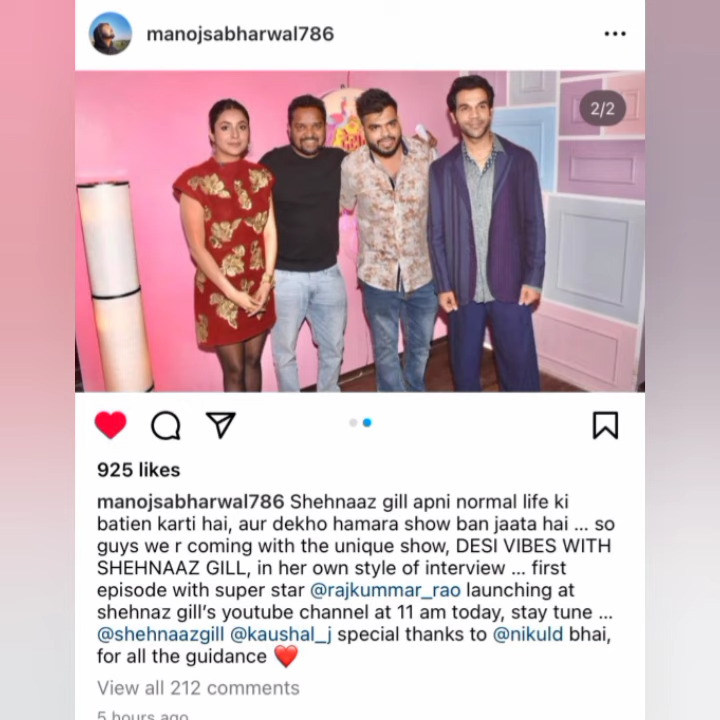 manojsabharwal786
2/2
925 likes
manojsabharwal786 Shehnaaz gill apni normal life ki
batien karti hai, aur dekho hamara show ban jaata hai ... so
guys we r coming with the unique show, DESI VIBES WITH
SHEHNAAZ GILL, in her own style of interview ... first
episode with super star @rajkummar_rao launching at
shehnaz gill's youtube channel at 11 am today, stay tune ...
@shehnaazgill @kaushal_j special thanks to @nikuld bhai,
for all the guidance ❤️
View all 212 comments
5 hours ago